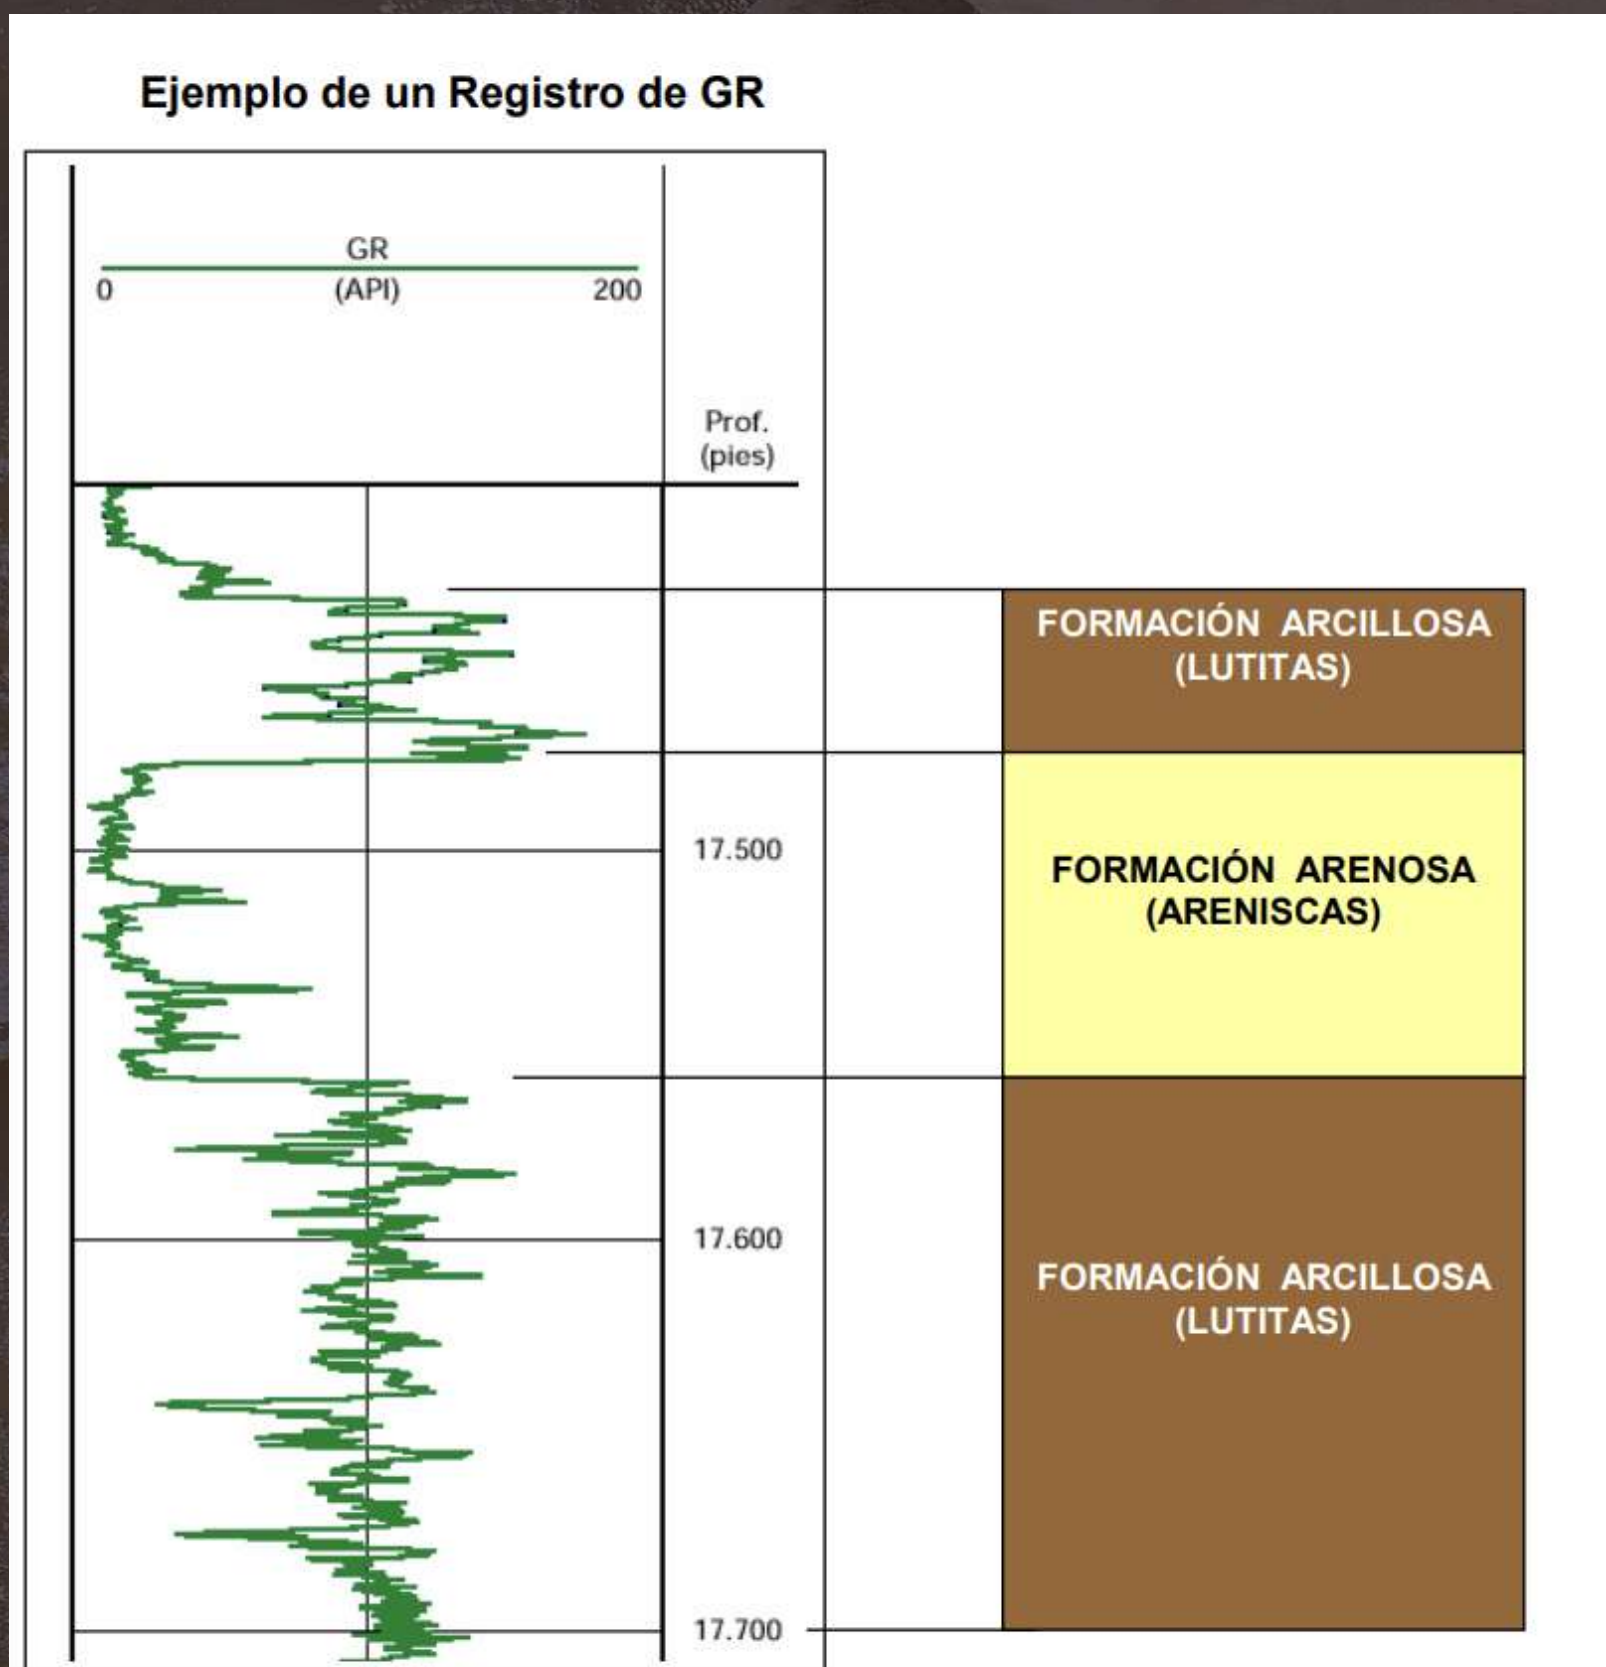 Ejemplo de un Registro de GR
GR
0 (API) 200
Prof.
(pies)
FORMACIÓN ARCILLOSA
(LUTITAS)
17.500
FORMACIÓN ARENOSA
(ARENISCAS)
17.600
FORMACIÓN ARCILLOSA
(LUTITAS)
17.700